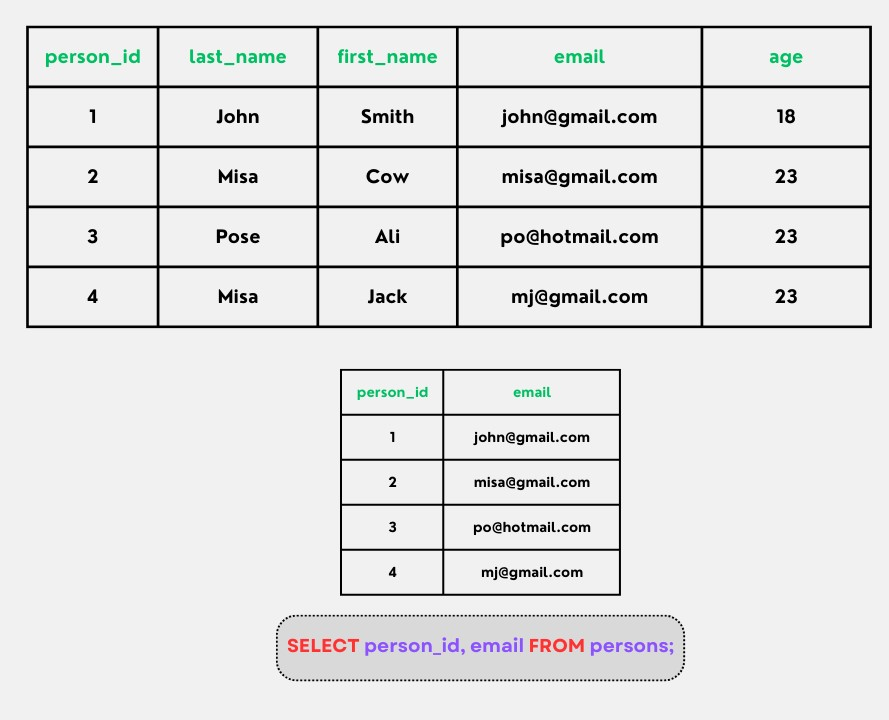 person_id last_name first_name email age
1 John Smith john@gmail.com 18
2 Misa Cow misa@gmail.com 23
3 Pose Ali po@hotmail.com 23
4 Misa Jack mj@gmail.com 23
person_id email
1 john@gmail.com
2 misa@gmail.com
3 po@hotmail.com
4 mj@gmail.com
SELECT person_id, email FROM persons;